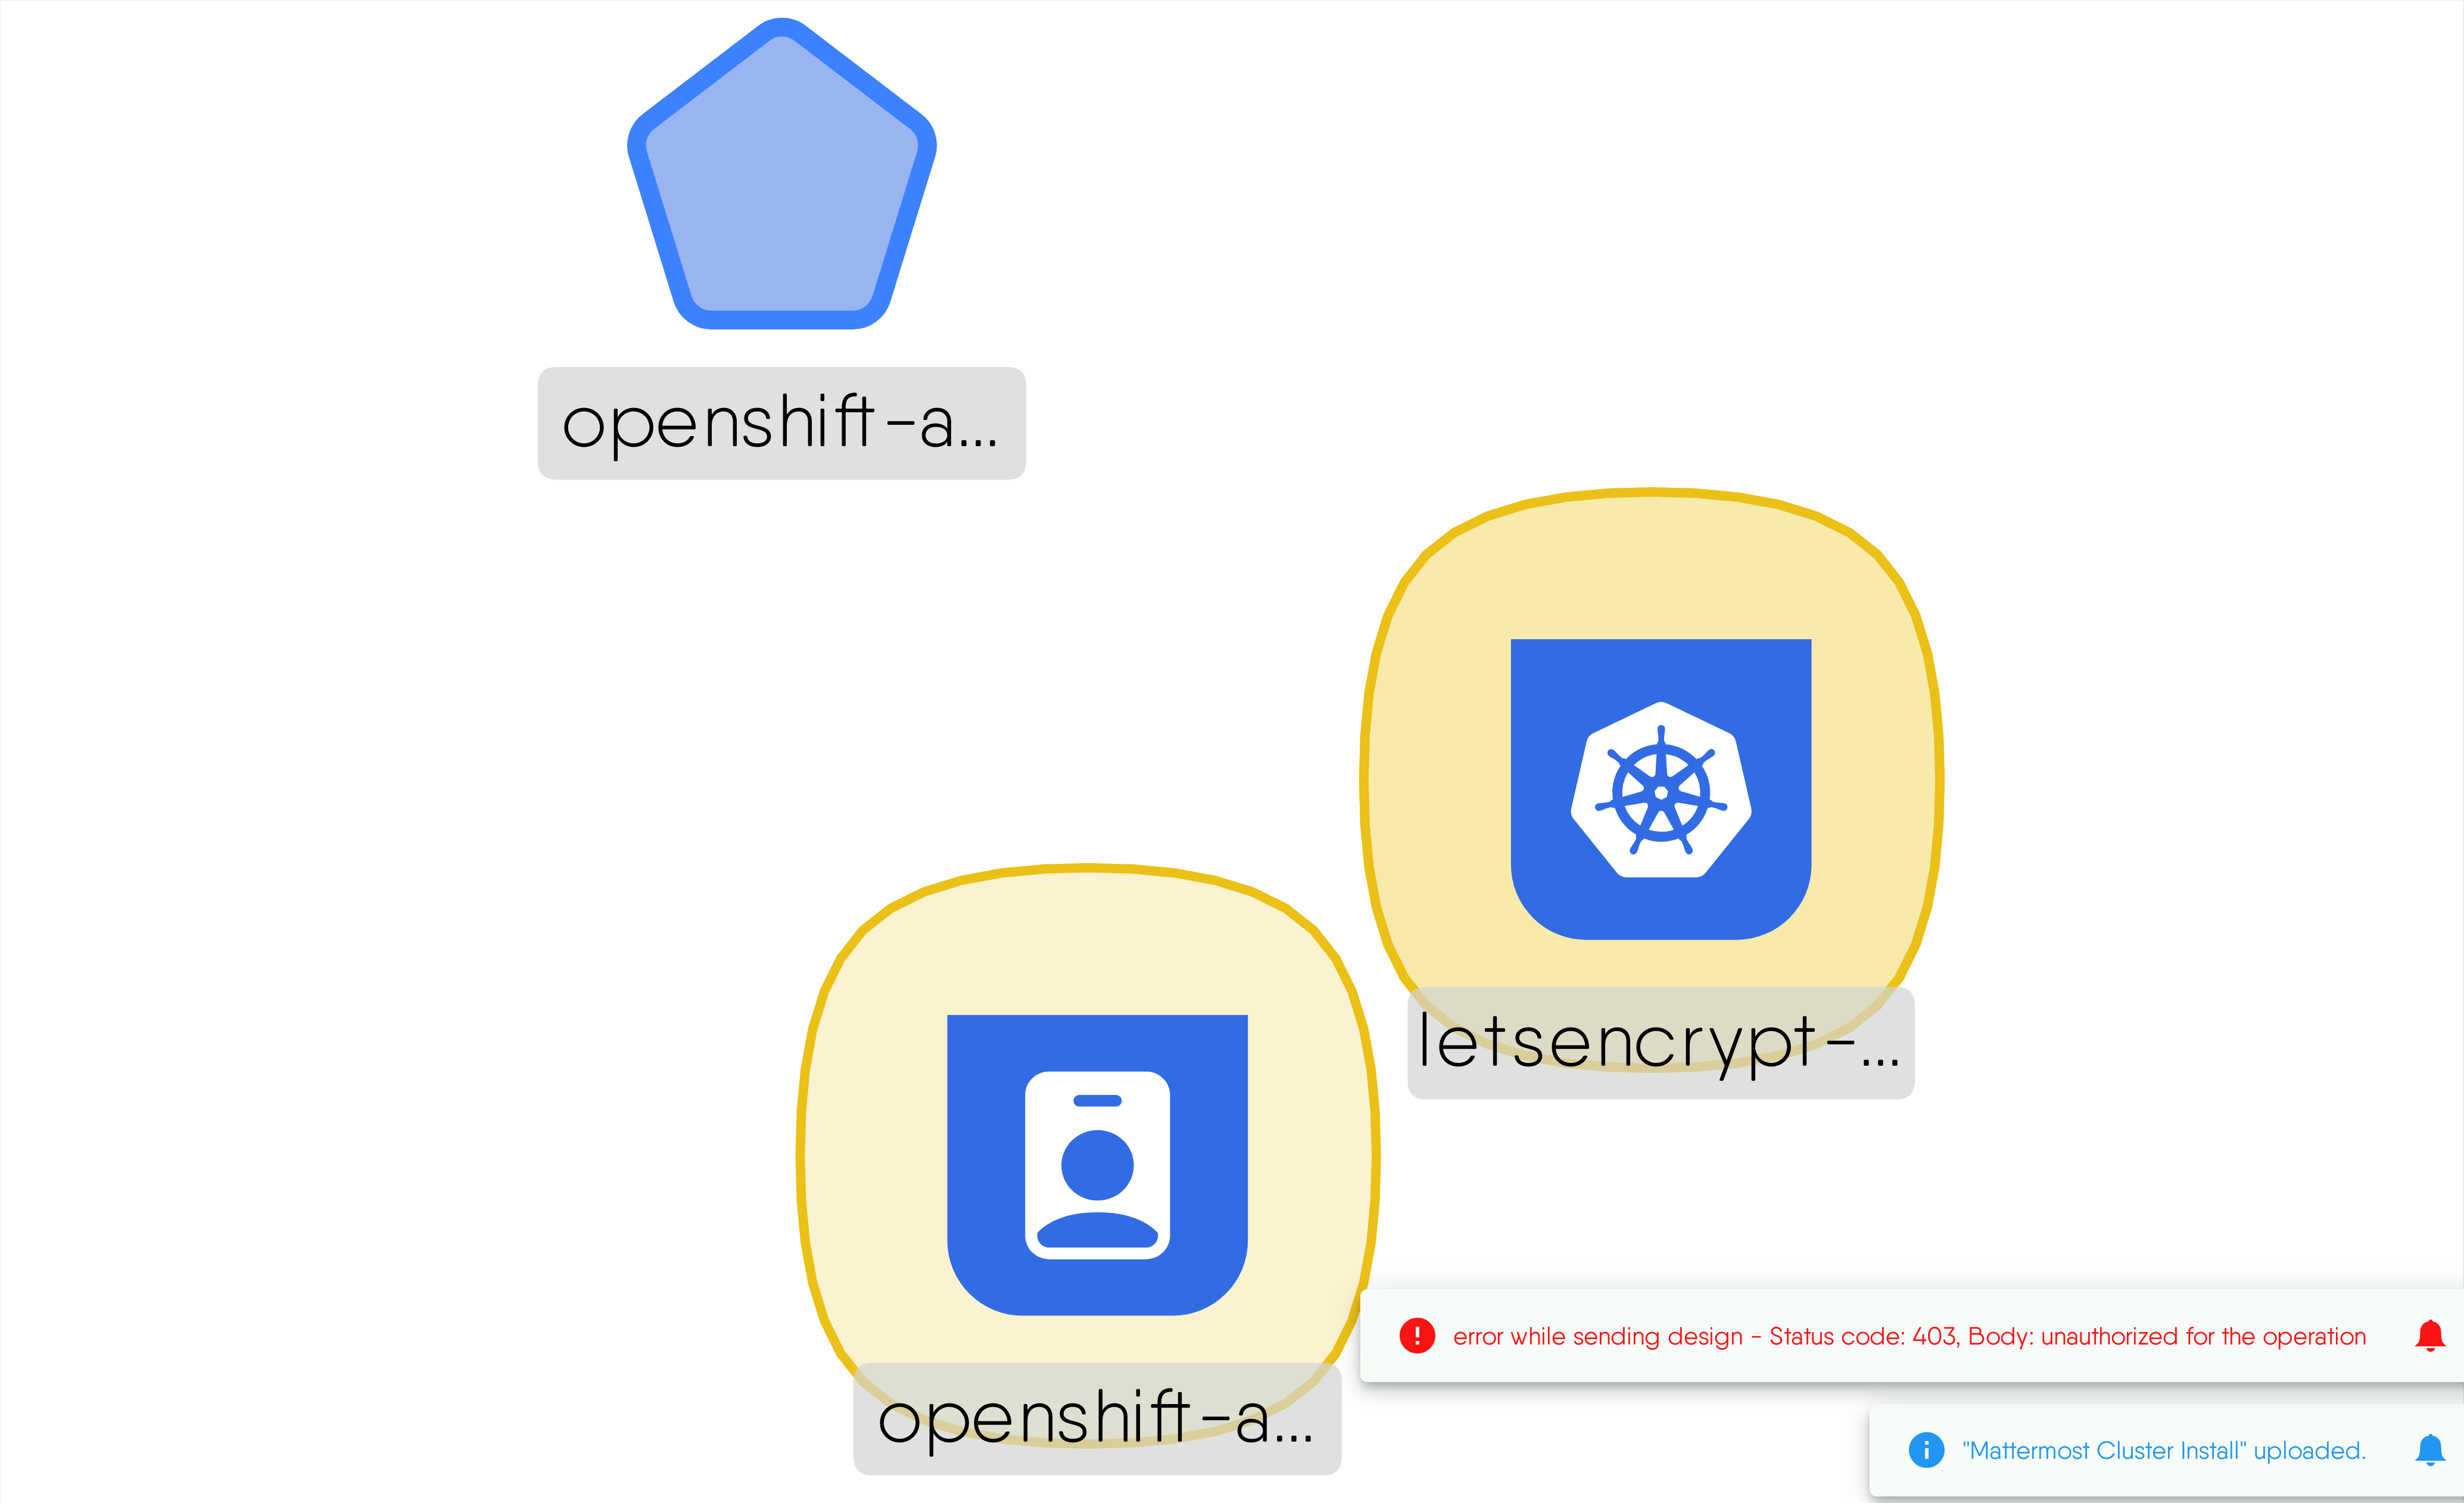 openshift-a...
letsencrypt-...
openshift-a...
error while sending design - Status code: 403, Body: unauthorized for the operation
"Mattermost Cluster Install" uploaded.